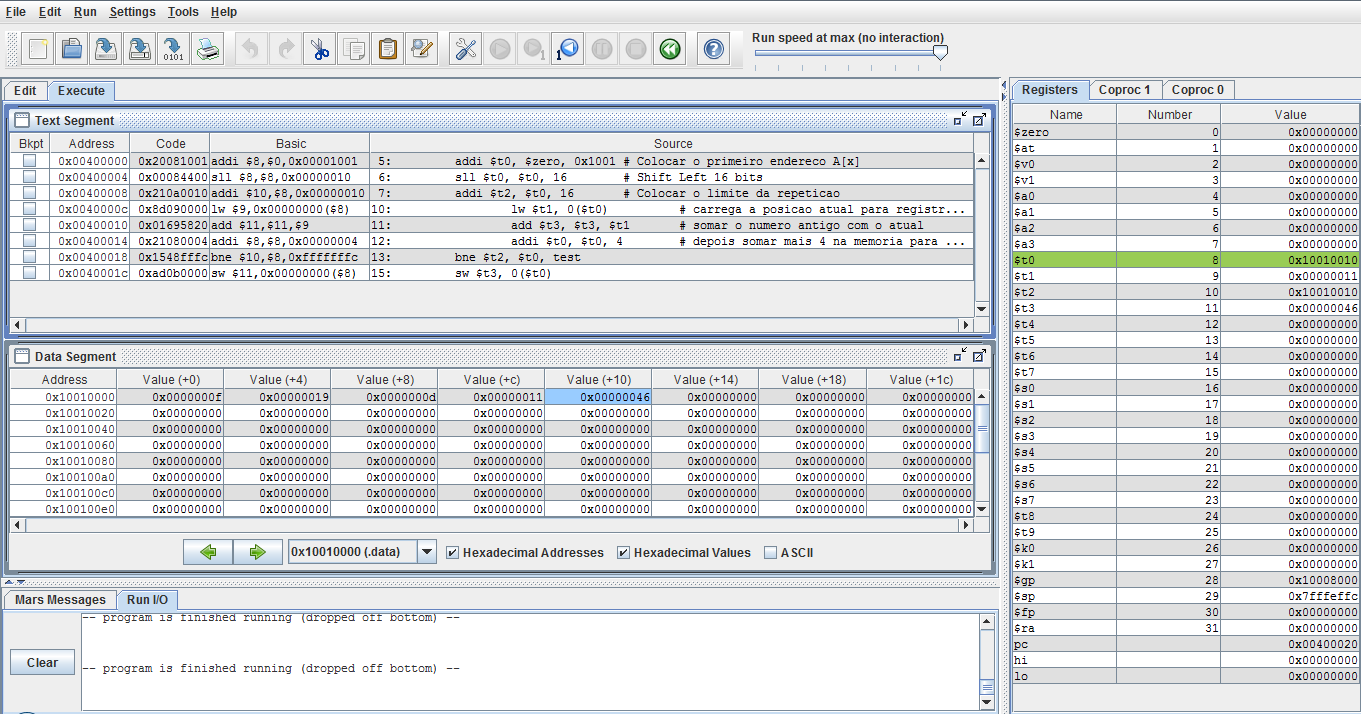 File Edit Run Settings Tools Help
0101
1
1
Run speed at max (no interaction)
Edit Execute
Text Segment
Bkpt Address Code Basic Source
0x00400000 0x20081001 addi $8,$0,0x00001001 5: addi $t0, $zero, 0x1001 # Colocar o primeiro endereco A[x]
0x00400004 0x00084400 sll $8,$8,0x00000010 6: sll $t0, $t0, 16 # Shift Left 16 bits
0x00400008 0x210a0010 addi $10,$8,0x00000010 7: addi $t2, $t0, 16 # Colocar o limite da repeticao
0x0040000c 0x8d090000 lw $9,0x00000000($8) 10: lw $t1, 0($t0) # carrega a posicao atual para registr...
0x00400010 0x01695820 add $11,$11,$9 11: add $t3, $t3, $t1 # somar o numero antigo com o atual
0x00400014 0x21080004 addi $8,$8,0x00000004 12: addi $t0, $t0, 4 # depois somar mais 4 na memoria para ...
0x00400018 0x1548fffc bne $10,$8,0xfffffffc 13: bne $t2, $t0, test
0x0040001c 0xad0b0000 sw $11,0x00000000($8) 15: sw $t3, 0($t0)
Data Segment
Address Value (+0) Value (+4) Value (+8) Value (+c) Value (+10) Value (+14) Value (+18) Value (+1c)
0x10010000 0x0000000f 0x00000019 0x0000000d 0x00000011 0x00000046 0x00000000 0x00000000 0x00000000
0x10010020 0x00000000 0x00000000 0x00000000 0x00000000 0x00000000 0x00000000 0x00000000 0x00000000
0x10010040 0x00000000 0x00000000 0x00000000 0x00000000 0x00000000 0x00000000 0x00000000 0x00000000
0x10010060 0x00000000 0x00000000 0x00000000 0x00000000 0x00000000 0x00000000 0x00000000 0x00000000
0x10010080 0x00000000 0x00000000 0x00000000 0x00000000 0x00000000 0x00000000 0x00000000 0x00000000
0x100100a0 0x00000000 0x00000000 0x00000000 0x00000000 0x00000000 0x00000000 0x00000000 0x00000000
0x100100c0 0x00000000 0x00000000 0x00000000 0x00000000 0x00000000 0x00000000 0x00000000 0x00000000
0x100100e0 0x00000000 0x00000000 0x00000000 0x00000000 0x00000000 0x00000000 0x00000000 0x00000000
0x10010000 (.data) Hexadecimal Addresses Hexadecimal Values ASCII
Mars Messages Run I/O
-- program is finished running (dropped off bottom) --
-- program is finished running (dropped off bottom) --
Clear
Registers Coproc 1 Coproc 0
Name Number Value
$zero 0 0x00000000
$at 1 0x00000000
$v0 2 0x00000000
$v1 3 0x00000000
$a0 4 0x00000000
$a1 5 0x00000000
$a2 6 0x00000000
$a3 7 0x00000000
$t0 8 0x10010010
$t1 9 0x00000011
$t2 10 0x10010010
$t3 11 0x00000046
$t4 12 0x00000000
$t5 13 0x00000000
$t6 14 0x00000000
$t7 15 0x00000000
$s0 16 0x00000000
$s1 17 0x00000000
$s2 18 0x00000000
$s3 19 0x00000000
$s4 20 0x00000000
$s5 21 0x00000000
$s6 22 0x00000000
$s7 23 0x00000000
$t8 24 0x00000000
$t9 25 0x00000000
$k0 26 0x00000000
$k1 27 0x00000000
$gp 28 0x10008000
$sp 29 0x7fffeffc
$fp 30 0x00000000
$ra 31 0x00000000
pc 0x00400020
hi 0x00000000
lo 0x00000000